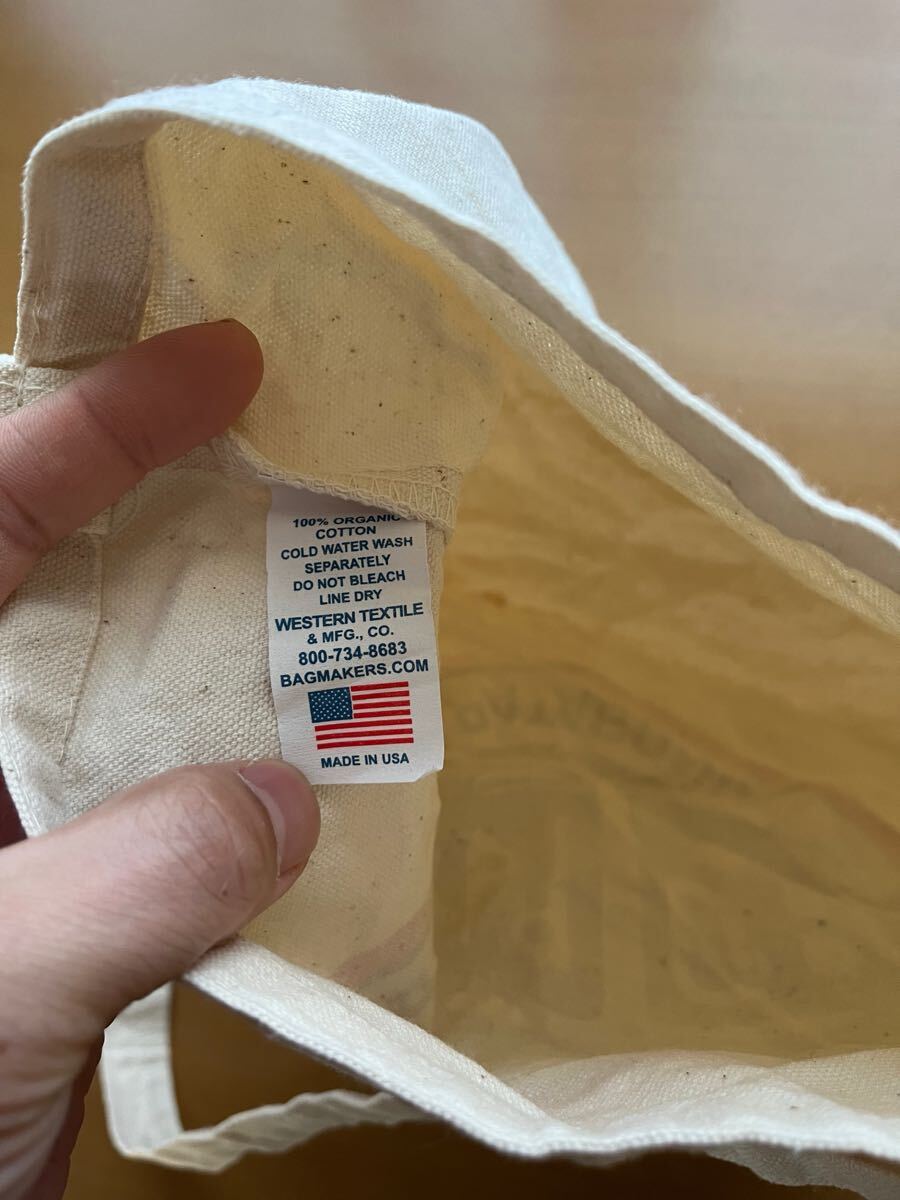 100% ORGANIC
COTTON
COLD WATER WASH
SEPARATELY
DO NOT BLEACH
LINE DRY
WESTERN TEXTILE
& MFG., CO.
800-734-8683
BAGMAKERS.COM
MADE IN USA